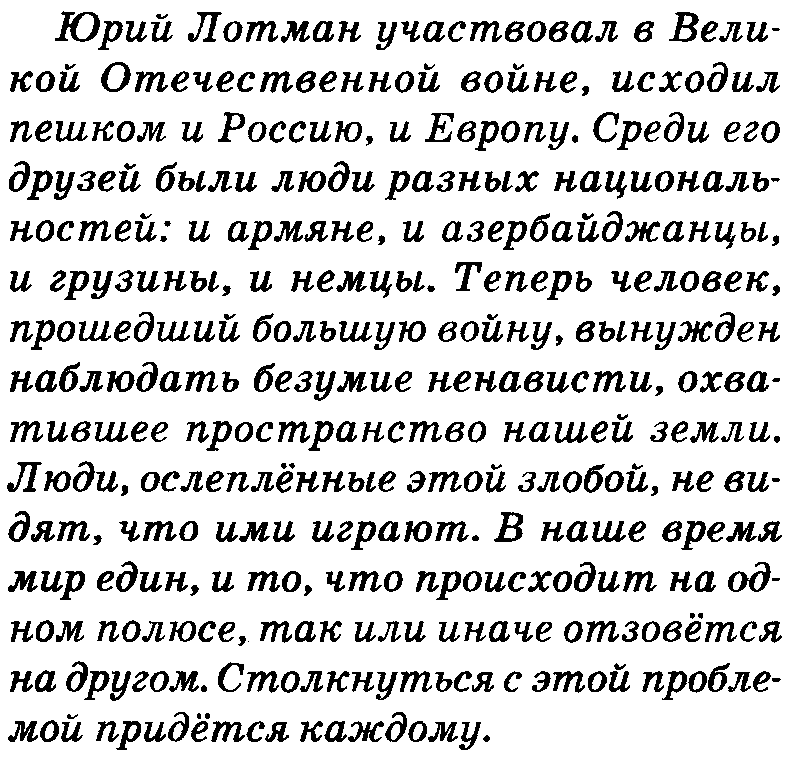 Юрий Лотман участвовал в Вели-
кой Отечественной войне, исходил
пешком и Россию, и Европу. Среди его
друзей были люди разных националь-
ностей: и армяне, и азербайджанцы,
и грузины, и немцы. Теперь человек,
прошедший большую войну, вынужден
наблюдать безумие ненависти, охва-
тившее пространство нашей земли.
Люди, ослеплённые этой злобой, не ви-
дят, что ими играют. В наше время
мир един, и то, что происходит на од-
ном полюсе, так или иначе отзовётся
на другом. Столкнуться с этой пробле-
мой придётся каждому.